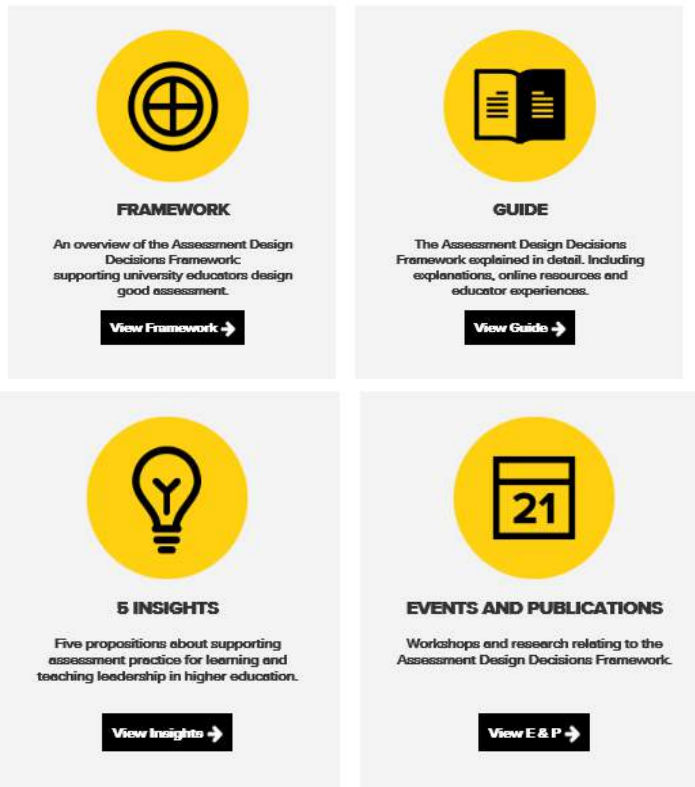 FRAMEWORK
An overview of the Assessment Design
Decisions Framework:
supporting university educators design
good assessment.
View Framework →
GUIDE
The Assessment Design Decisions
Framework explained in detail. Including
explanations, online resources and
educator experiences.
View Guide →
5 INSIGHTS
Five propositions about supporting
assessment practice for learning and
teaching leadership in higher education.
View Insights →
21
EVENTS AND PUBLICATIONS
Workshops and research relating to the
Assessment Design Decisions Framework.
View E & P →